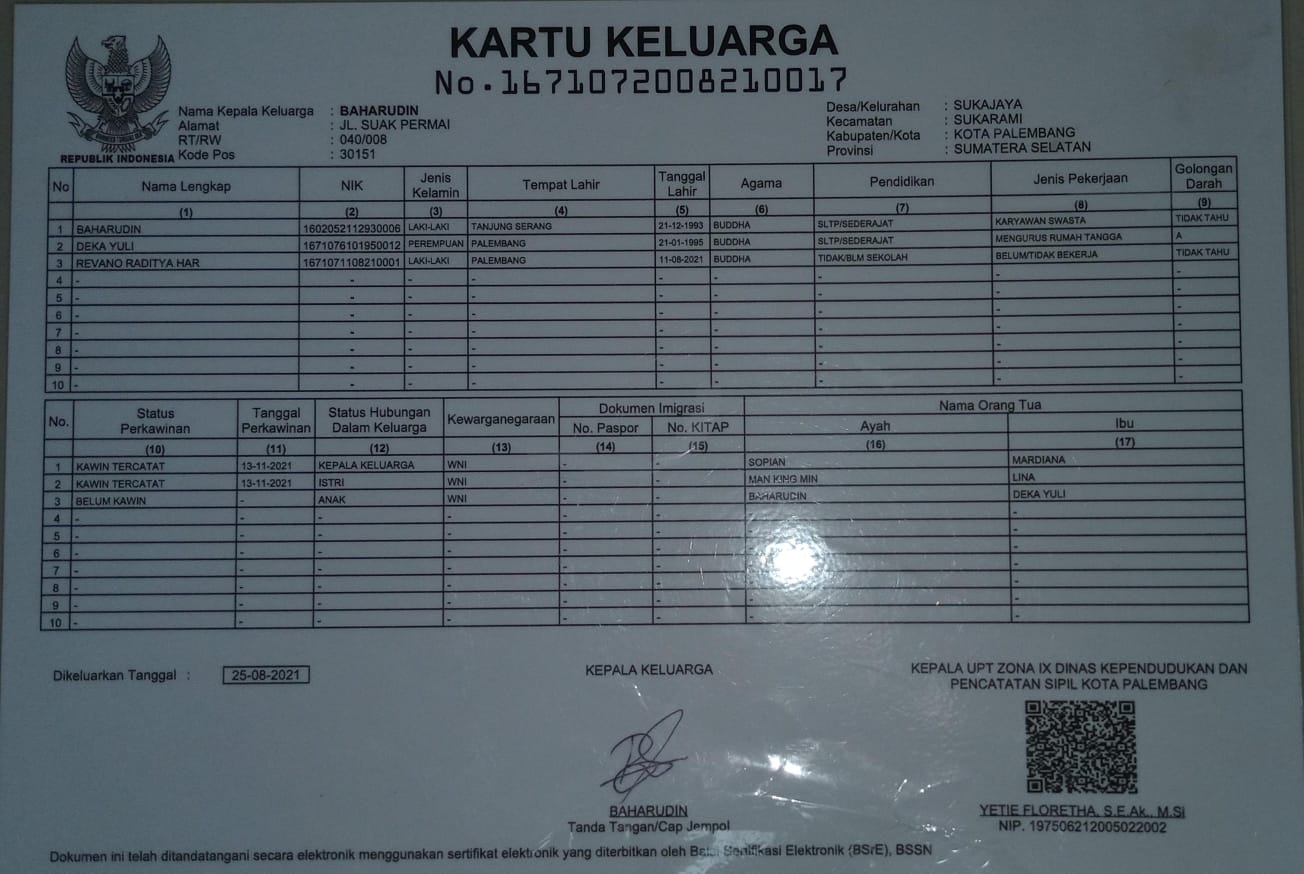 KARTU KELUARGA
No.1671072008210017
REPUBLIK INDONESIA
Nama Kepala Keluarga : BAHARUDIN
Alamat : JL. SUAK PERMAI
RT/RW : 040/008
Kode Pos : 30151
Desa/Kelurahan : SUKAJAYA
Kecamatan : SUKARAMI
Kabupaten/Kota : KOTA PALEMBANG
Provinsi : SUMATERA SELATAN
No Nama Lengkap NIK Jenis Kelamin Tempat Lahir Tanggal Lahir Agama Pendidikan Jenis Pekerjaan Golongan Darah
(1) (2) (3) (4) (5) (6) (7) (8) (9)
1 BAHARUDIN 1602052112930006 LAKI-LAKI TANJUNG SERANG 21-12-1993 BUDDHA SLTP/SEDERAJAT KARYAWAN SWASTA TIDAK TAHU
2 DEKA YULI 1671076101950012 PEREMPUAN PALEMBANG 21-01-1995 BUDDHA SLTP/SEDERAJAT MENGURUS RUMAH TANGGA A
3 REVANO RADITYA HAR 1671071108210001 LAKI-LAKI PALEMBANG 11-08-2021 BUDDHA TIDAK/BLM SEKOLAH BELUM/TIDAK BEKERJA TIDAK TAHU
4 - - - - - - - - -
5 - - - - - - - - -
6 - - - - - - - - -
7 - - - - - - - - -
8 - - - - - - - - -
9 - - - - - - - - -
10 - - - - - - - - -
No. Status Perkawinan Tanggal Perkawinan Status Hubungan Dalam Keluarga Kewarganegaraan Dokumen Imigrasi Nama Orang Tua
No. Paspor No. KITAP Ayah Ibu
(10) (11) (12) (13) (14) (15) (16) (17)
1 KAWIN TERCATAT 13-11-2021 KEPALA KELUARGA WNI - - SOPIAN MARDIANA
2 KAWIN TERCATAT 13-11-2021 ISTRI WNI - - MAN KING MIN LINA
3 BELUM KAWIN - ANAK WNI - - BAHARUDIN DEKA YULI
4 - - - - - - - -
5 - - - - - - - -
6 - - - - - - - -
7 - - - - - - - -
8 - - - - - - - -
9 - - - - - - - -
10 - - - - - - - -
Dikeluarkan Tanggal : 25-08-2021
KEPALA KELUARGA
BAHARUDIN
Tanda Tangan/Cap Jempol
KEPALA UPT ZONA IX DINAS KEPENDUDUKAN DAN
PENCATATAN SIPIL KOTA PALEMBANG
YETIE FLORETHA, S.E.Ak., M.Si
NIP. 197506212005022002
Dokumen ini telah ditandatangani secara elektronik menggunakan sertifikat elektronik yang diterbitkan oleh Balai Sertifikasi Elektronik (BSrE), BSSN